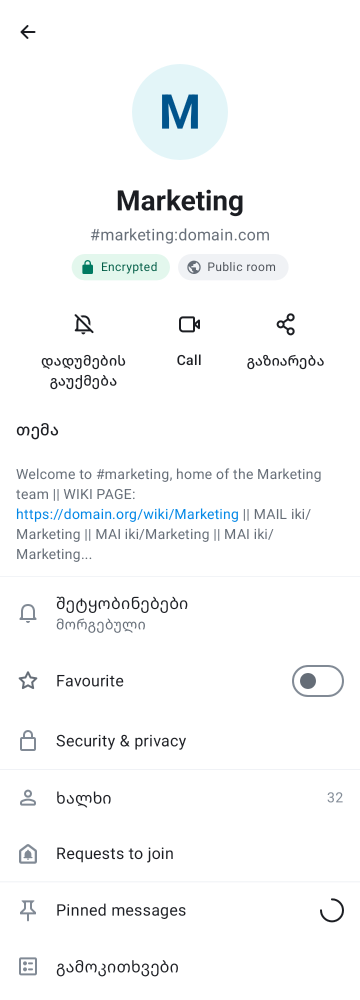 M
Marketing
#marketing:domain.com
Encrypted
Public room
დადუმების
გაუქმება
Call
გაზიარება
თემა
Welcome to #marketing, home of the Marketing
team || WIKI PAGE:
https://domain.org/wiki/Marketing || MAIL iki/
Marketing || MAI iki/Marketing || MAI iki/
Marketing...
შეტყობინებები
მორგებული
Favourite
Security & privacy
ხალხი
32
Requests to join
Pinned messages
გამოკითხვები